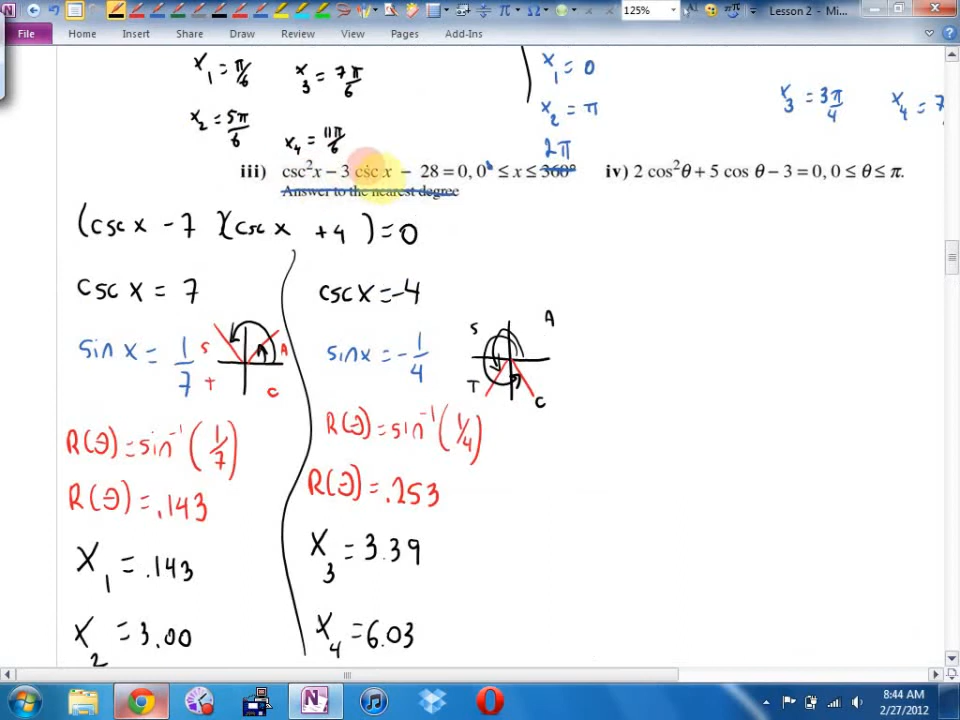 125%
Lesson 2 - Mi...
File Home Insert Share Draw Review View Pages Add-Ins
x₁ = π/6
x₃ = 7π/6
x₂ = 5π/6
x₄ = 11π/6
x₁ = 0
x₂ = π
x₃ = 3π/4
x₄ = 7
2π
iii) csc²x − 3 csc x − 28 = 0, 0° ≤ x ≤ 360°
Answer to the nearest degree
iv) 2 cos²θ + 5 cos θ − 3 = 0, 0 ≤ θ ≤ π.
(csc x - 7)(csc x + 4) = 0
csc x = 7
sin x = 1/7
S A
T C
R(θ) = sin⁻¹(1/7)
R(θ) = .143
x₁ = .143
x₂ = 3.00
csc x = -4
sin x = -1/4
S A
T C
R(θ) = sin⁻¹(1/4)
R(θ) = .253
x₃ = 3.39
x₄ = 6.03
8:44 AM
2/27/2012